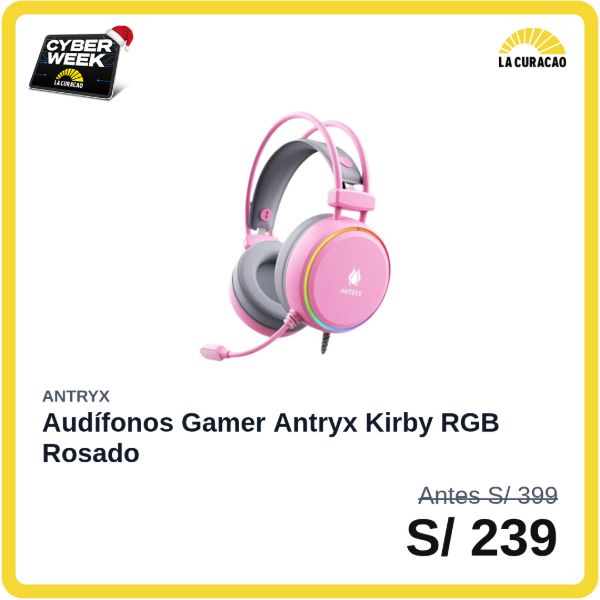 CYBER
WEEK
LA CURACAO
LA CURACAO
ANTRYX
ANTRYX
Audífonos Gamer Antryx Kirby RGB
Rosado
Antes S/ 399
S/ 239